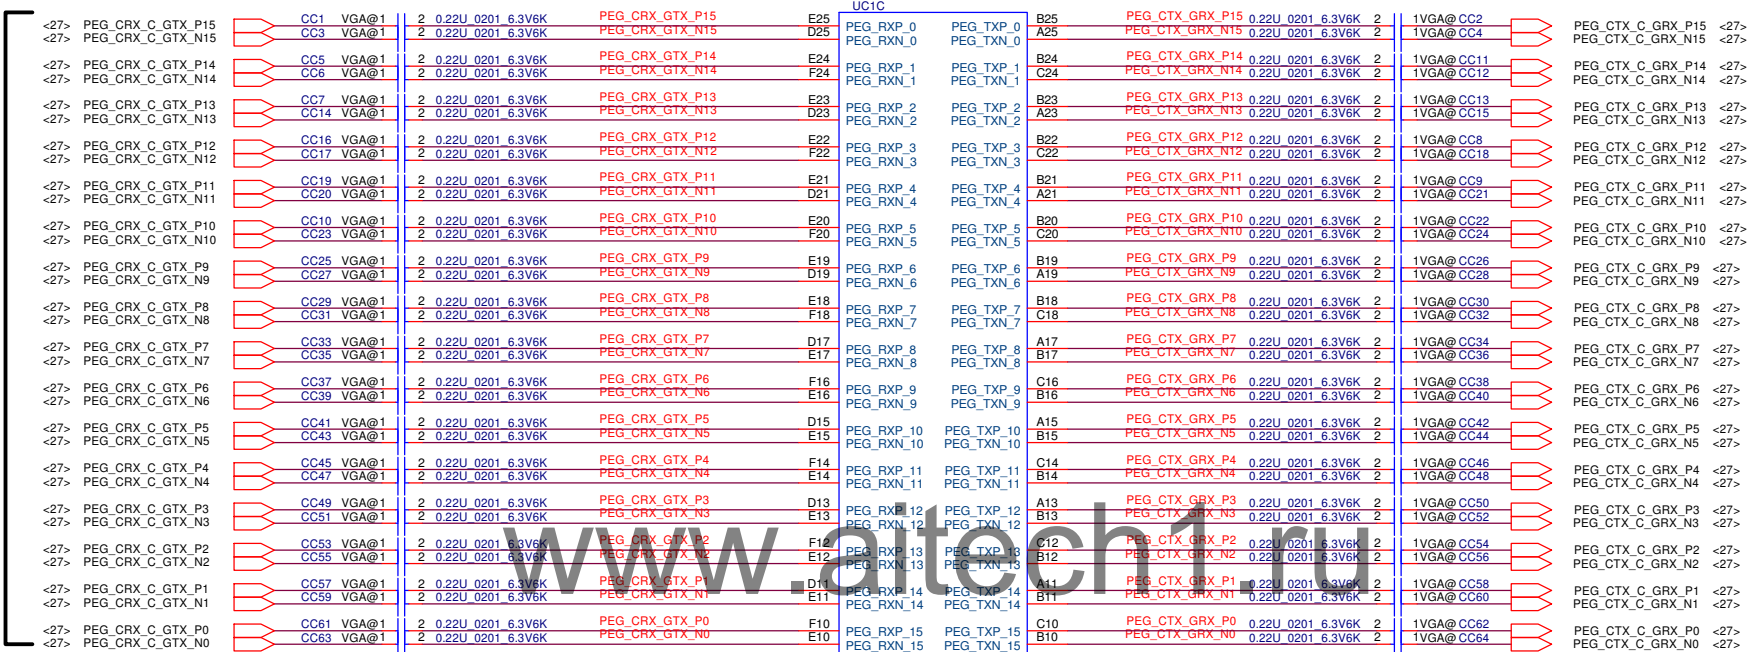 UC1C
<27> PEG_CRX_C_GTX_P15 CC1 VGA@1 2 0.22U_0201_6.3V6K PEG_CRX_GTX_P15 E25 PEG_RXP_0 PEG_TXP_0 B25 PEG_CTX_GRX_P15 0.22U_0201_6.3V6K 2 1VGA@ CC2 PEG_CTX_C_GRX_P15 <27>
<27> PEG_CRX_C_GTX_N15 CC3 VGA@1 2 0.22U_0201_6.3V6K PEG_CRX_GTX_N15 D25 PEG_RXN_0 PEG_TXN_0 A25 PEG_CTX_GRX_N15 0.22U_0201_6.3V6K 2 1VGA@ CC4 PEG_CTX_C_GRX_N15 <27>
<27> PEG_CRX_C_GTX_P14 CC5 VGA@1 2 0.22U_0201_6.3V6K PEG_CRX_GTX_P14 E24 PEG_RXP_1 PEG_TXP_1 B24 PEG_CTX_GRX_P14 0.22U_0201_6.3V6K 2 1VGA@ CC11 PEG_CTX_C_GRX_P14 <27>
<27> PEG_CRX_C_GTX_N14 CC6 VGA@1 2 0.22U_0201_6.3V6K PEG_CRX_GTX_N14 F24 PEG_RXN_1 PEG_TXN_1 C24 PEG_CTX_GRX_N14 0.22U_0201_6.3V6K 2 1VGA@ CC12 PEG_CTX_C_GRX_N14 <27>
<27> PEG_CRX_C_GTX_P13 CC7 VGA@1 2 0.22U_0201_6.3V6K PEG_CRX_GTX_P13 E23 PEG_RXP_2 PEG_TXP_2 B23 PEG_CTX_GRX_P13 0.22U_0201_6.3V6K 2 1VGA@ CC13 PEG_CTX_C_GRX_P13 <27>
<27> PEG_CRX_C_GTX_N13 CC14 VGA@1 2 0.22U_0201_6.3V6K PEG_CRX_GTX_N13 D23 PEG_RXN_2 PEG_TXN_2 A23 PEG_CTX_GRX_N13 0.22U_0201_6.3V6K 2 1VGA@ CC15 PEG_CTX_C_GRX_N13 <27>
<27> PEG_CRX_C_GTX_P12 CC16 VGA@1 2 0.22U_0201_6.3V6K PEG_CRX_GTX_P12 E22 PEG_RXP_3 PEG_TXP_3 B22 PEG_CTX_GRX_P12 0.22U_0201_6.3V6K 2 1VGA@ CC8 PEG_CTX_C_GRX_P12 <27>
<27> PEG_CRX_C_GTX_N12 CC17 VGA@1 2 0.22U_0201_6.3V6K PEG_CRX_GTX_N12 F22 PEG_RXN_3 PEG_TXN_3 C22 PEG_CTX_GRX_N12 0.22U_0201_6.3V6K 2 1VGA@ CC18 PEG_CTX_C_GRX_N12 <27>
<27> PEG_CRX_C_GTX_P11 CC19 VGA@1 2 0.22U_0201_6.3V6K PEG_CRX_GTX_P11 E21 PEG_RXP_4 PEG_TXP_4 B21 PEG_CTX_GRX_P11 0.22U_0201_6.3V6K 2 1VGA@ CC9 PEG_CTX_C_GRX_P11 <27>
<27> PEG_CRX_C_GTX_N11 CC20 VGA@1 2 0.22U_0201_6.3V6K PEG_CRX_GTX_N11 D21 PEG_RXN_4 PEG_TXN_4 A21 PEG_CTX_GRX_N11 0.22U_0201_6.3V6K 2 1VGA@ CC21 PEG_CTX_C_GRX_N11 <27>
<27> PEG_CRX_C_GTX_P10 CC10 VGA@1 2 0.22U_0201_6.3V6K PEG_CRX_GTX_P10 E20 PEG_RXP_5 PEG_TXP_5 B20 PEG_CTX_GRX_P10 0.22U_0201_6.3V6K 2 1VGA@ CC22 PEG_CTX_C_GRX_P10 <27>
<27> PEG_CRX_C_GTX_N10 CC23 VGA@1 2 0.22U_0201_6.3V6K PEG_CRX_GTX_N10 F20 PEG_RXN_5 PEG_TXN_5 C20 PEG_CTX_GRX_N10 0.22U_0201_6.3V6K 2 1VGA@ CC24 PEG_CTX_C_GRX_N10 <27>
<27> PEG_CRX_C_GTX_P9 CC25 VGA@1 2 0.22U_0201_6.3V6K PEG_CRX_GTX_P9 E19 PEG_RXP_6 PEG_TXP_6 B19 PEG_CTX_GRX_P9 0.22U_0201_6.3V6K 2 1VGA@ CC26 PEG_CTX_C_GRX_P9 <27>
<27> PEG_CRX_C_GTX_N9 CC27 VGA@1 2 0.22U_0201_6.3V6K PEG_CRX_GTX_N9 D19 PEG_RXN_6 PEG_TXN_6 A19 PEG_CTX_GRX_N9 0.22U_0201_6.3V6K 2 1VGA@ CC28 PEG_CTX_C_GRX_N9 <27>
<27> PEG_CRX_C_GTX_P8 CC29 VGA@1 2 0.22U_0201_6.3V6K PEG_CRX_GTX_P8 E18 PEG_RXP_7 PEG_TXP_7 B18 PEG_CTX_GRX_P8 0.22U_0201_6.3V6K 2 1VGA@ CC30 PEG_CTX_C_GRX_P8 <27>
<27> PEG_CRX_C_GTX_N8 CC31 VGA@1 2 0.22U_0201_6.3V6K PEG_CRX_GTX_N8 F18 PEG_RXN_7 PEG_TXN_7 C18 PEG_CTX_GRX_N8 0.22U_0201_6.3V6K 2 1VGA@ CC32 PEG_CTX_C_GRX_N8 <27>
<27> PEG_CRX_C_GTX_P7 CC33 VGA@1 2 0.22U_0201_6.3V6K PEG_CRX_GTX_P7 D17 PEG_RXP_8 PEG_TXP_8 A17 PEG_CTX_GRX_P7 0.22U_0201_6.3V6K 2 1VGA@ CC34 PEG_CTX_C_GRX_P7 <27>
<27> PEG_CRX_C_GTX_N7 CC35 VGA@1 2 0.22U_0201_6.3V6K PEG_CRX_GTX_N7 E17 PEG_RXN_8 PEG_TXN_8 B17 PEG_CTX_GRX_N7 0.22U_0201_6.3V6K 2 1VGA@ CC36 PEG_CTX_C_GRX_N7 <27>
<27> PEG_CRX_C_GTX_P6 CC37 VGA@1 2 0.22U_0201_6.3V6K PEG_CRX_GTX_P6 F16 PEG_RXP_9 PEG_TXP_9 C16 PEG_CTX_GRX_P6 0.22U_0201_6.3V6K 2 1VGA@ CC38 PEG_CTX_C_GRX_P6 <27>
<27> PEG_CRX_C_GTX_N6 CC39 VGA@1 2 0.22U_0201_6.3V6K PEG_CRX_GTX_N6 E16 PEG_RXN_9 PEG_TXN_9 B16 PEG_CTX_GRX_N6 0.22U_0201_6.3V6K 2 1VGA@ CC40 PEG_CTX_C_GRX_N6 <27>
<27> PEG_CRX_C_GTX_P5 CC41 VGA@1 2 0.22U_0201_6.3V6K PEG_CRX_GTX_P5 D15 PEG_RXP_10 PEG_TXP_10 A15 PEG_CTX_GRX_P5 0.22U_0201_6.3V6K 2 1VGA@ CC42 PEG_CTX_C_GRX_P5 <27>
<27> PEG_CRX_C_GTX_N5 CC43 VGA@1 2 0.22U_0201_6.3V6K PEG_CRX_GTX_N5 E15 PEG_RXN_10 PEG_TXN_10 B15 PEG_CTX_GRX_N5 0.22U_0201_6.3V6K 2 1VGA@ CC44 PEG_CTX_C_GRX_N5 <27>
<27> PEG_CRX_C_GTX_P4 CC45 VGA@1 2 0.22U_0201_6.3V6K PEG_CRX_GTX_P4 F14 PEG_RXP_11 PEG_TXP_11 C14 PEG_CTX_GRX_P4 0.22U_0201_6.3V6K 2 1VGA@ CC46 PEG_CTX_C_GRX_P4 <27>
<27> PEG_CRX_C_GTX_N4 CC47 VGA@1 2 0.22U_0201_6.3V6K PEG_CRX_GTX_N4 E14 PEG_RXN_11 PEG_TXN_11 B14 PEG_CTX_GRX_N4 0.22U_0201_6.3V6K 2 1VGA@ CC48 PEG_CTX_C_GRX_N4 <27>
<27> PEG_CRX_C_GTX_P3 CC49 VGA@1 2 0.22U_0201_6.3V6K PEG_CRX_GTX_P3 D13 PEG_RXP_12 PEG_TXP_12 A13 PEG_CTX_GRX_P3 0.22U_0201_6.3V6K 2 1VGA@ CC50 PEG_CTX_C_GRX_P3 <27>
<27> PEG_CRX_C_GTX_N3 CC51 VGA@1 2 0.22U_0201_6.3V6K PEG_CRX_GTX_N3 E13 PEG_RXN_12 PEG_TXN_12 B13 PEG_CTX_GRX_N3 0.22U_0201_6.3V6K 2 1VGA@ CC52 PEG_CTX_C_GRX_N3 <27>
www.aitech1.ru
<27> PEG_CRX_C_GTX_P2 CC53 VGA@1 2 0.22U_0201_6.3V6K PEG_CRX_GTX_P2 F12 PEG_RXP_13 PEG_TXP_13 C12 PEG_CTX_GRX_P2 0.22U_0201_6.3V6K 2 1VGA@ CC54 PEG_CTX_C_GRX_P2 <27>
<27> PEG_CRX_C_GTX_N2 CC55 VGA@1 2 0.22U_0201_6.3V6K PEG_CRX_GTX_N2 E12 PEG_RXN_13 PEG_TXN_13 B12 PEG_CTX_GRX_N2 0.22U_0201_6.3V6K 2 1VGA@ CC56 PEG_CTX_C_GRX_N2 <27>
<27> PEG_CRX_C_GTX_P1 CC57 VGA@1 2 0.22U_0201_6.3V6K PEG_CRX_GTX_P1 D11 PEG_RXP_14 PEG_TXP_14 A11 PEG_CTX_GRX_P1 0.22U_0201_6.3V6K 2 1VGA@ CC58 PEG_CTX_C_GRX_P1 <27>
<27> PEG_CRX_C_GTX_N1 CC59 VGA@1 2 0.22U_0201_6.3V6K PEG_CRX_GTX_N1 E11 PEG_RXN_14 PEG_TXN_14 B11 PEG_CTX_GRX_N1 0.22U_0201_6.3V6K 2 1VGA@ CC60 PEG_CTX_C_GRX_N1 <27>
<27> PEG_CRX_C_GTX_P0 CC61 VGA@1 2 0.22U_0201_6.3V6K PEG_CRX_GTX_P0 F10 PEG_RXP_15 PEG_TXP_15 C10 PEG_CTX_GRX_P0 0.22U_0201_6.3V6K 2 1VGA@ CC62 PEG_CTX_C_GRX_P0 <27>
<27> PEG_CRX_C_GTX_N0 CC63 VGA@1 2 0.22U_0201_6.3V6K PEG_CRX_GTX_N0 E10 PEG_RXN_15 PEG_TXN_15 B10 PEG_CTX_GRX_N0 0.22U_0201_6.3V6K 2 1VGA@ CC64 PEG_CTX_C_GRX_N0 <27>